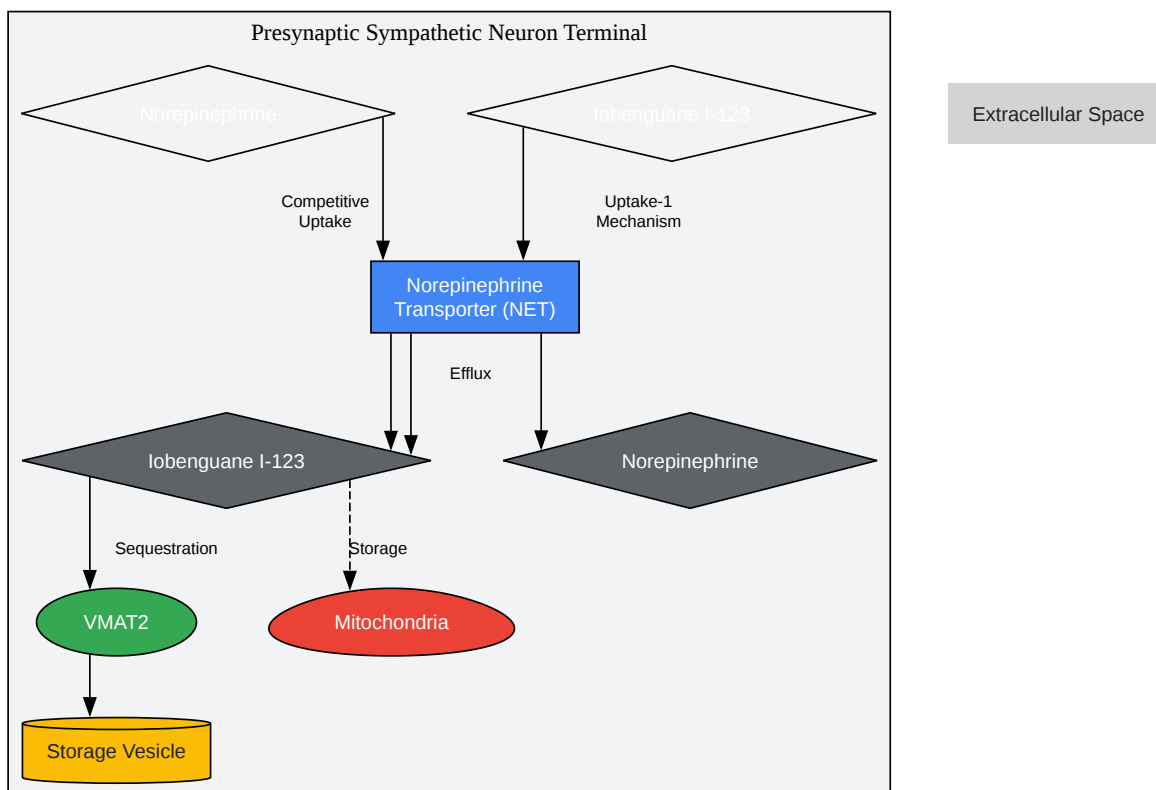 Presynaptic Sympathetic Neuron Terminal
Norepinephrine
Iobenguane I-123
Extracellular Space
Competitive
Uptake
Uptake-1
Mechanism
Norepinephrine
Transporter (NET)
Efflux
Iobenguane I-123
Norepinephrine
Sequestration
Storage
VMAT2
Mitochondria
Storage Vesicle